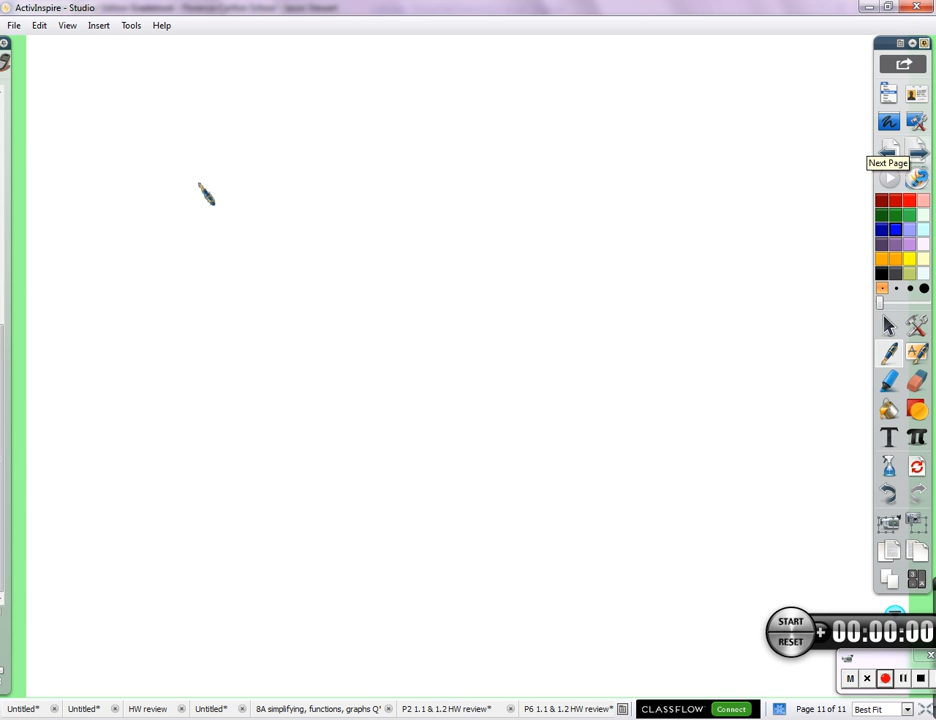 ActivInspire - Studio
File Edit View Insert Tools Help
Next Page
T π
START
RESET
+ 00:00:00
M
Untitled* Untitled* HW review Untitled* 8A simplifying, functions, graphs Q* P2 1.1 & 1.2 HW review* P6 1.1 & 1.2 HW review* CLASSFLOW Connect Page 11 of 11 Best Fit